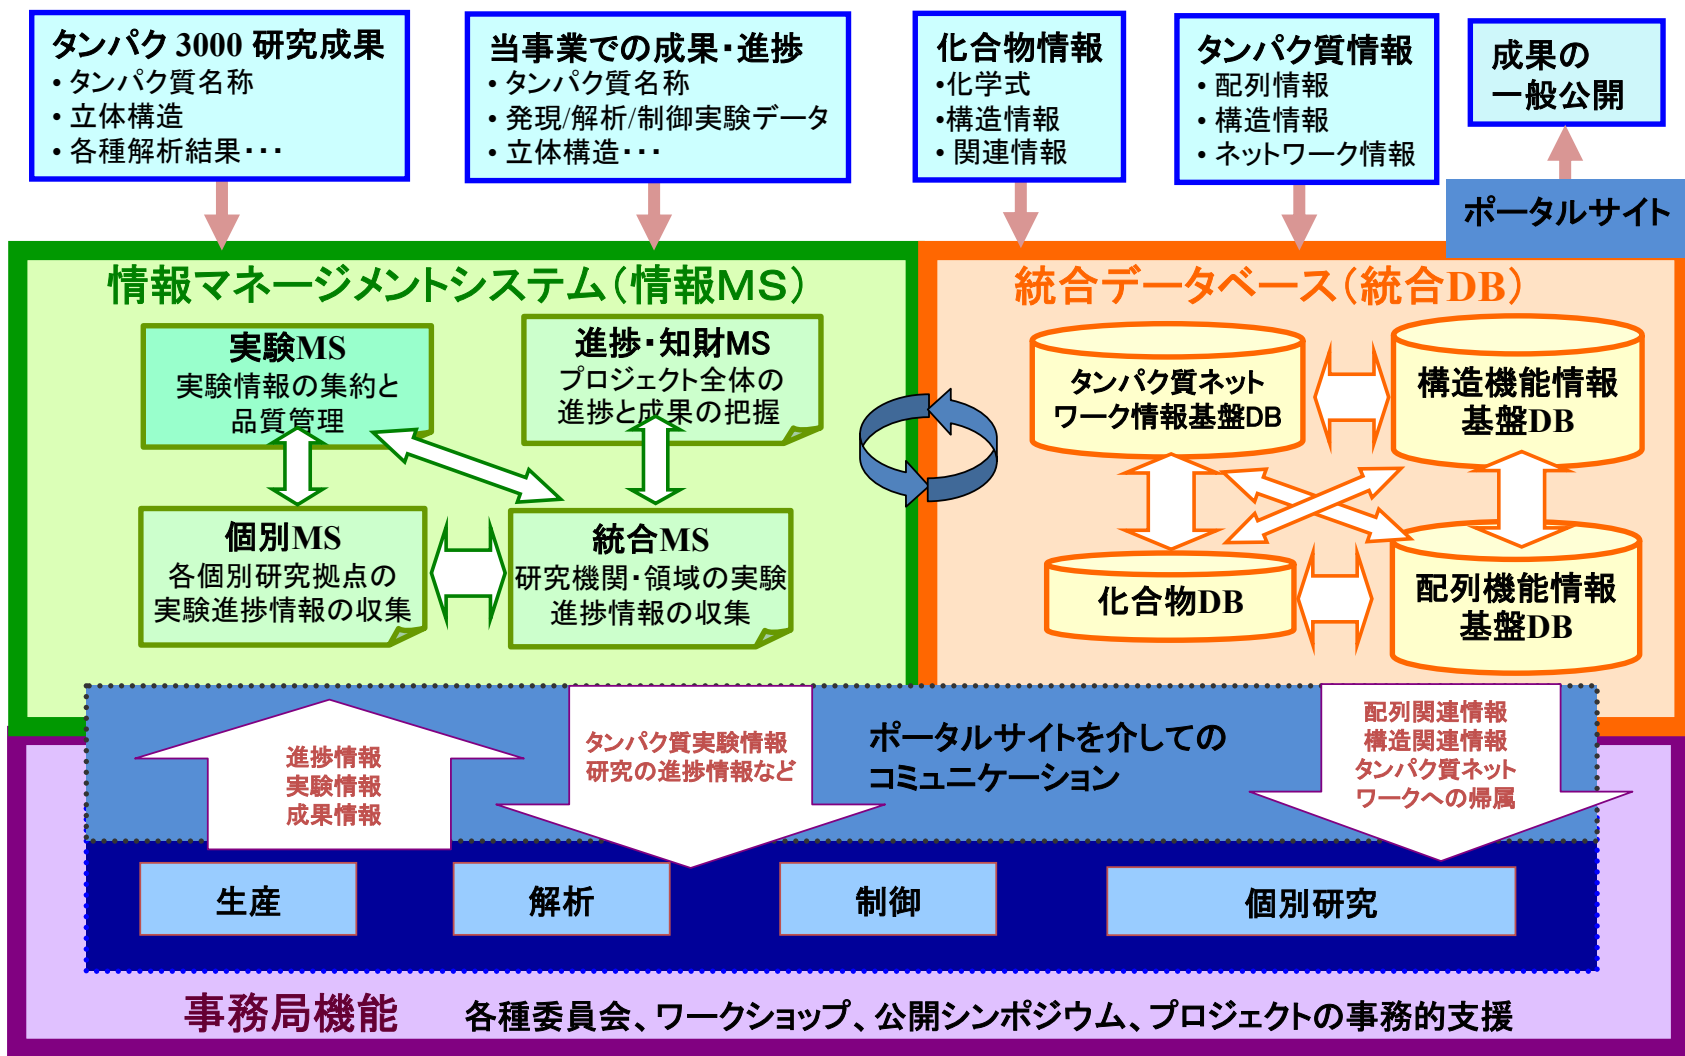 タンパク 3000 研究成果
• タンパク質名称
• 立体構造
• 各種解析結果・・・
当事業での成果・進捗
• タンパク質名称
• 発現/解析/制御実験データ
• 立体構造・・・
化合物情報
•化学式
•構造情報
• 関連情報
タンパク質情報
• 配列情報
• 構造情報
• ネットワーク情報
成果の
一般公開
ポータルサイト
情報マネージメントシステム（情報ＭＳ）
実験MS
実験情報の集約と
品質管理
進捗・知財MS
プロジェクト全体の
進捗と成果の把握
個別MS
各個別研究拠点の
実験進捗情報の収集
統合MS
研究機関・領域の実験
進捗情報の収集
統合データベース（統合DB）
タンパク質ネット
ワーク情報基盤DB
構造機能情報
基盤DB
化合物DB
配列機能情報
基盤DB
進捗情報
実験情報
成果情報
タンパク質実験情報
研究の進捗情報など
ポータルサイトを介しての
コミュニケーション
配列関連情報
構造関連情報
タンパク質ネット
ワークへの帰属
生産
解析
制御
個別研究
事務局機能
各種委員会、ワークショップ、公開シンポジウム、プロジェクトの事務的支援